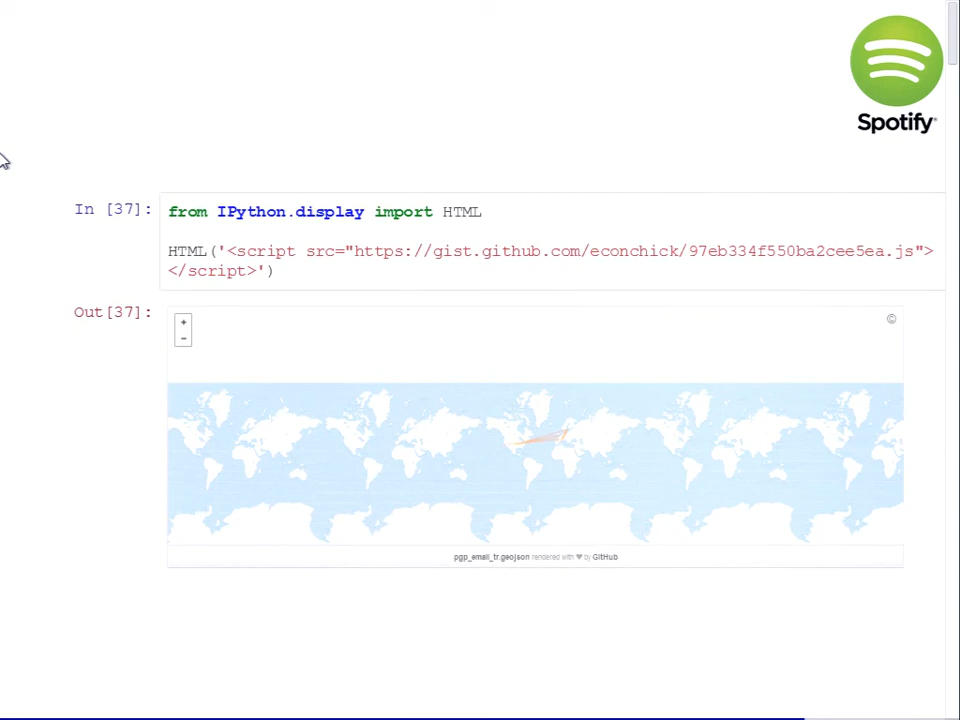 Spotify
In [37]:
from IPython.display import HTML
HTML('<script src="https://gist.github.com/econchick/97eb334f550ba2cee5ea.js">
</script>')
Out[37]:
+
-
©
pgp_email_tr.geojson rendered with ❤ by GitHub